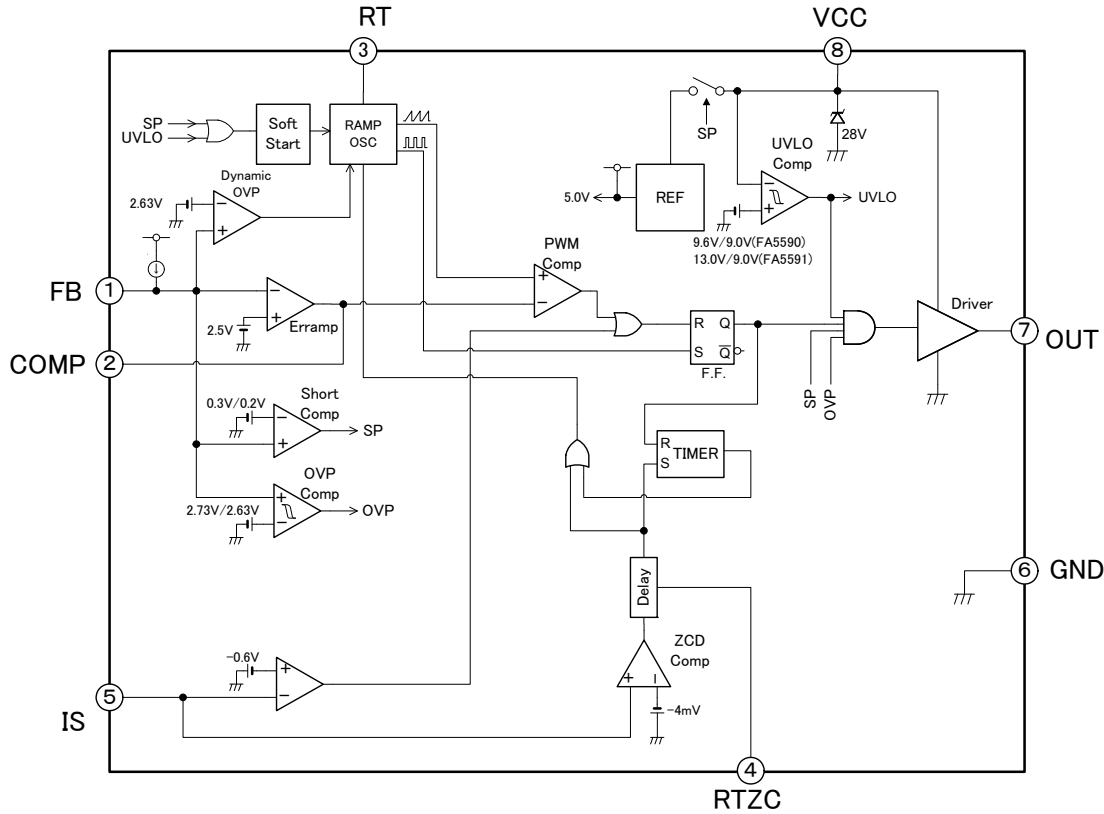 RT
VCC
3
8
SP
UVLO
Soft
Start
RAMP
OSC
SP
28V
UVLO
Comp
Dynamic
OVP
2.63V
−
+
5.0V
REF
−
+
UVLO
9.6V/9.0V(FA5590)
13.0V/9.0V(FA5591)
PWM
Comp
FB
1
−
+
2.5V
Erramp
+
−
Driver
R
Q
S
Q
F.F.
7
OUT
COMP
2
SP
OVP
0.3V/0.2V
Short
Comp
−
+
SP
R
S
TIMER
OVP
Comp
2.73V/2.63V
+
−
OVP
Delay
6
GND
−0.6V
+
−
ZCD
Comp
+
−
−4mV
5
IS
4
RTZC